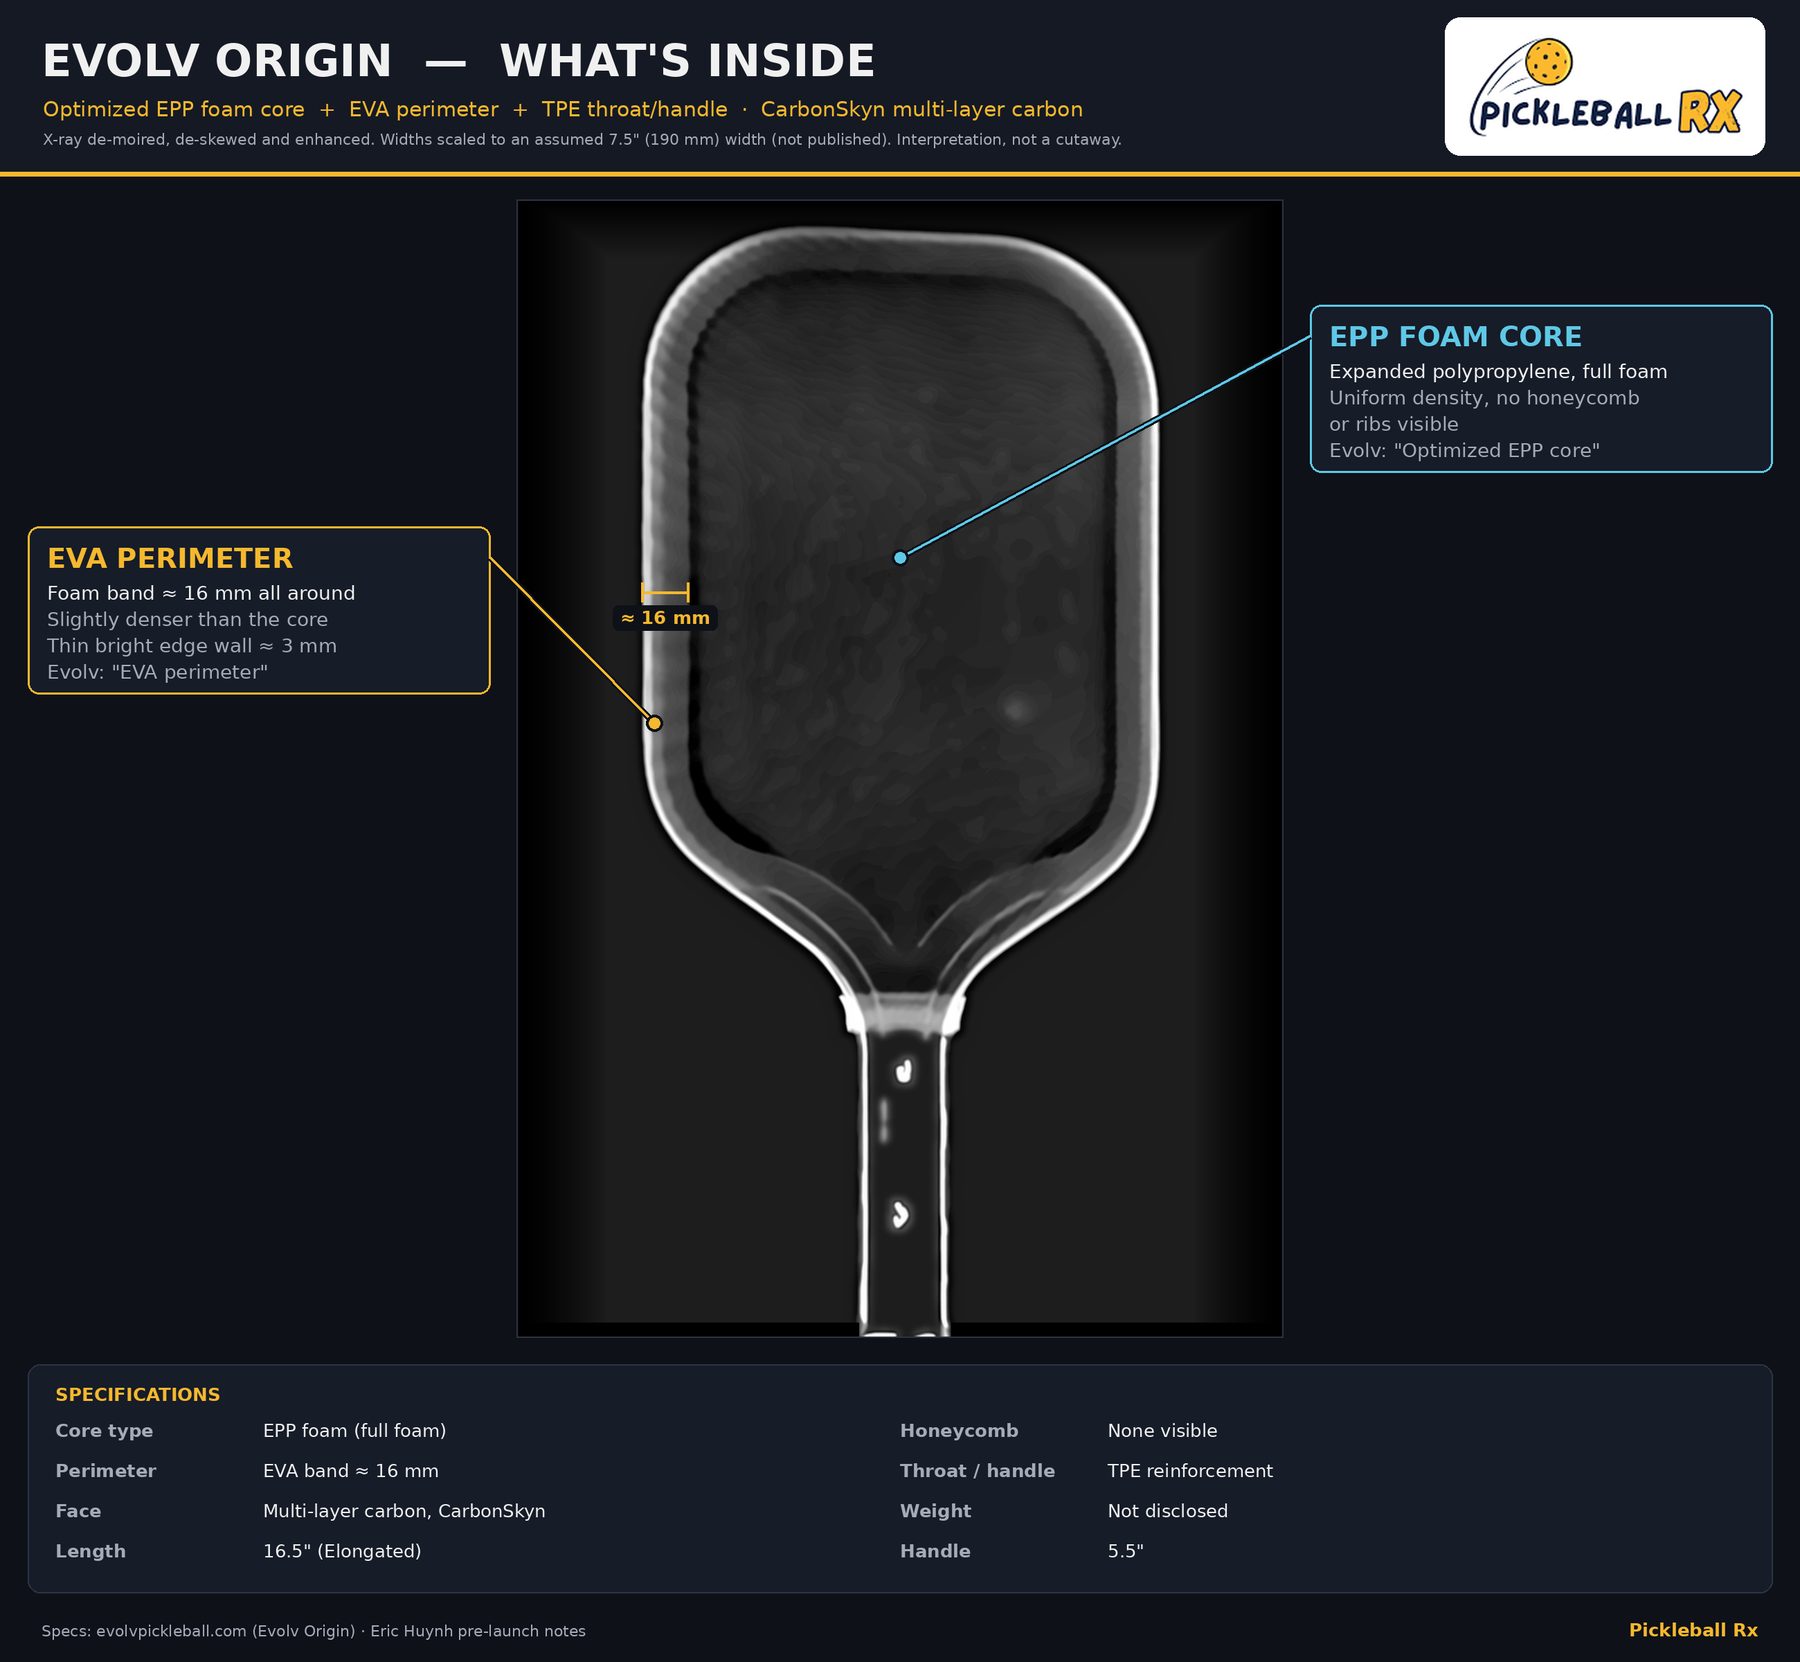 EVOLV ORIGIN — WHAT'S INSIDE
Optimized EPP foam core + EVA perimeter + TPE throat/handle · CarbonSkyn multi-layer carbon
X-ray de-moired, de-skewed and enhanced. Widths scaled to an assumed 7.5" (190 mm) width (not published). Interpretation, not a cutaway.
PICKLEBALL RX
EPP FOAM CORE
Expanded polypropylene, full foam
Uniform density, no honeycomb
or ribs visible
Evolv: "Optimized EPP core"
EVA PERIMETER
Foam band ≈ 16 mm all around
Slightly denser than the core
Thin bright edge wall ≈ 3 mm
Evolv: "EVA perimeter"
≈ 16 mm
SPECIFICATIONS
Core type EPP foam (full foam)
Honeycomb None visible
Perimeter EVA band ≈ 16 mm
Throat / handle TPE reinforcement
Face Multi-layer carbon, CarbonSkyn
Weight Not disclosed
Length 16.5" (Elongated)
Handle 5.5"
Specs: evolvpickleball.com (Evolv Origin) · Eric Huynh pre-launch notes
Pickleball Rx